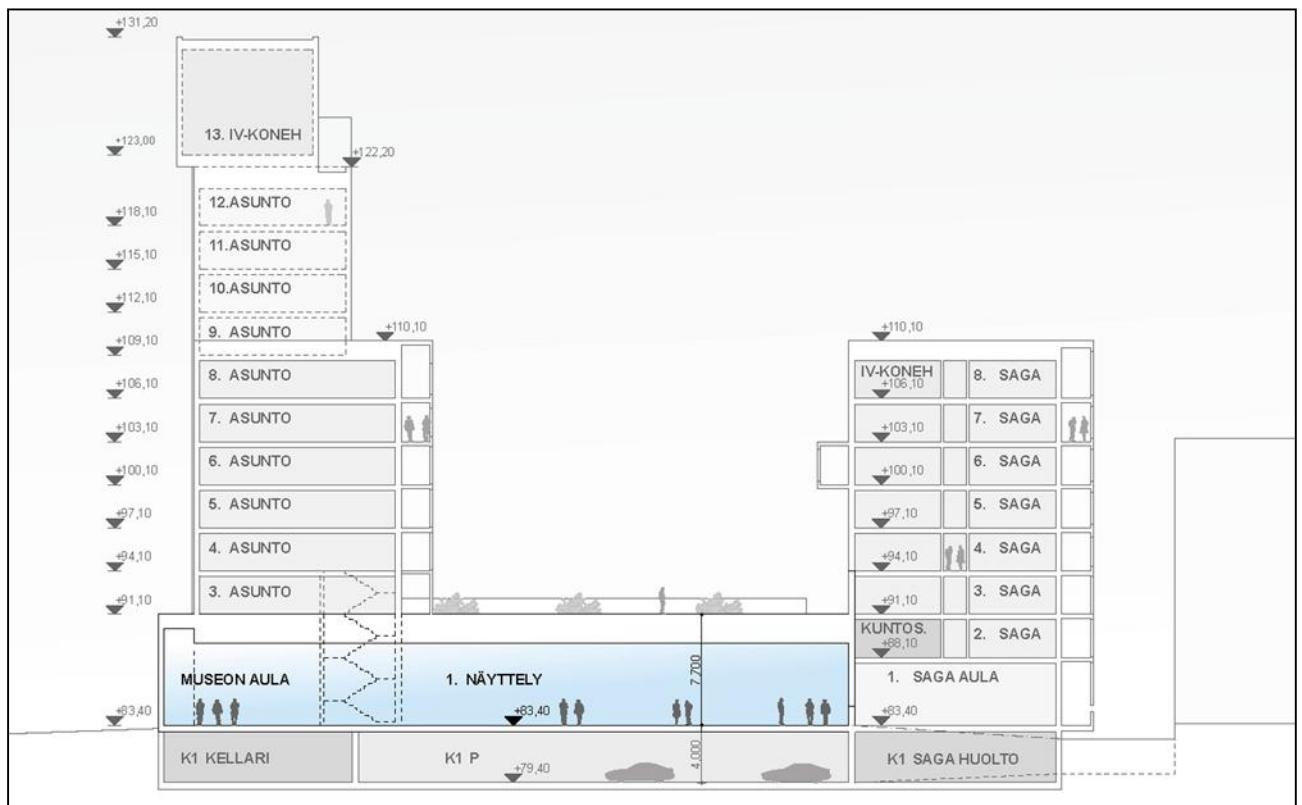 +131,20
13. IV-KONEH
+123,00
+122,20
12.ASUNTO
+118,10
11.ASUNTO
+115,10
10.ASUNTO
+112,10
9. ASUNTO
+110,10
+110,10
+109,10
8. ASUNTO
IV-KONEH
8. SAGA
+106,10
+106,10
7. ASUNTO
7. SAGA
+103,10
+103,10
6. ASUNTO
6. SAGA
+100,10
+100,10
5. ASUNTO
5. SAGA
+97,10
+97,10
4. ASUNTO
4. SAGA
+94,10
+94,10
3. ASUNTO
3. SAGA
+91,10
+91,10
KUNTOS.
2. SAGA
+88,10
7.700
MUSEON AULA
1. NÄYTTELY
1. SAGA AULA
+83,40
+83,40
+83,40
K1 KELLARI
K1 P
4.000
K1 SAGA HUOLTO
+79,40